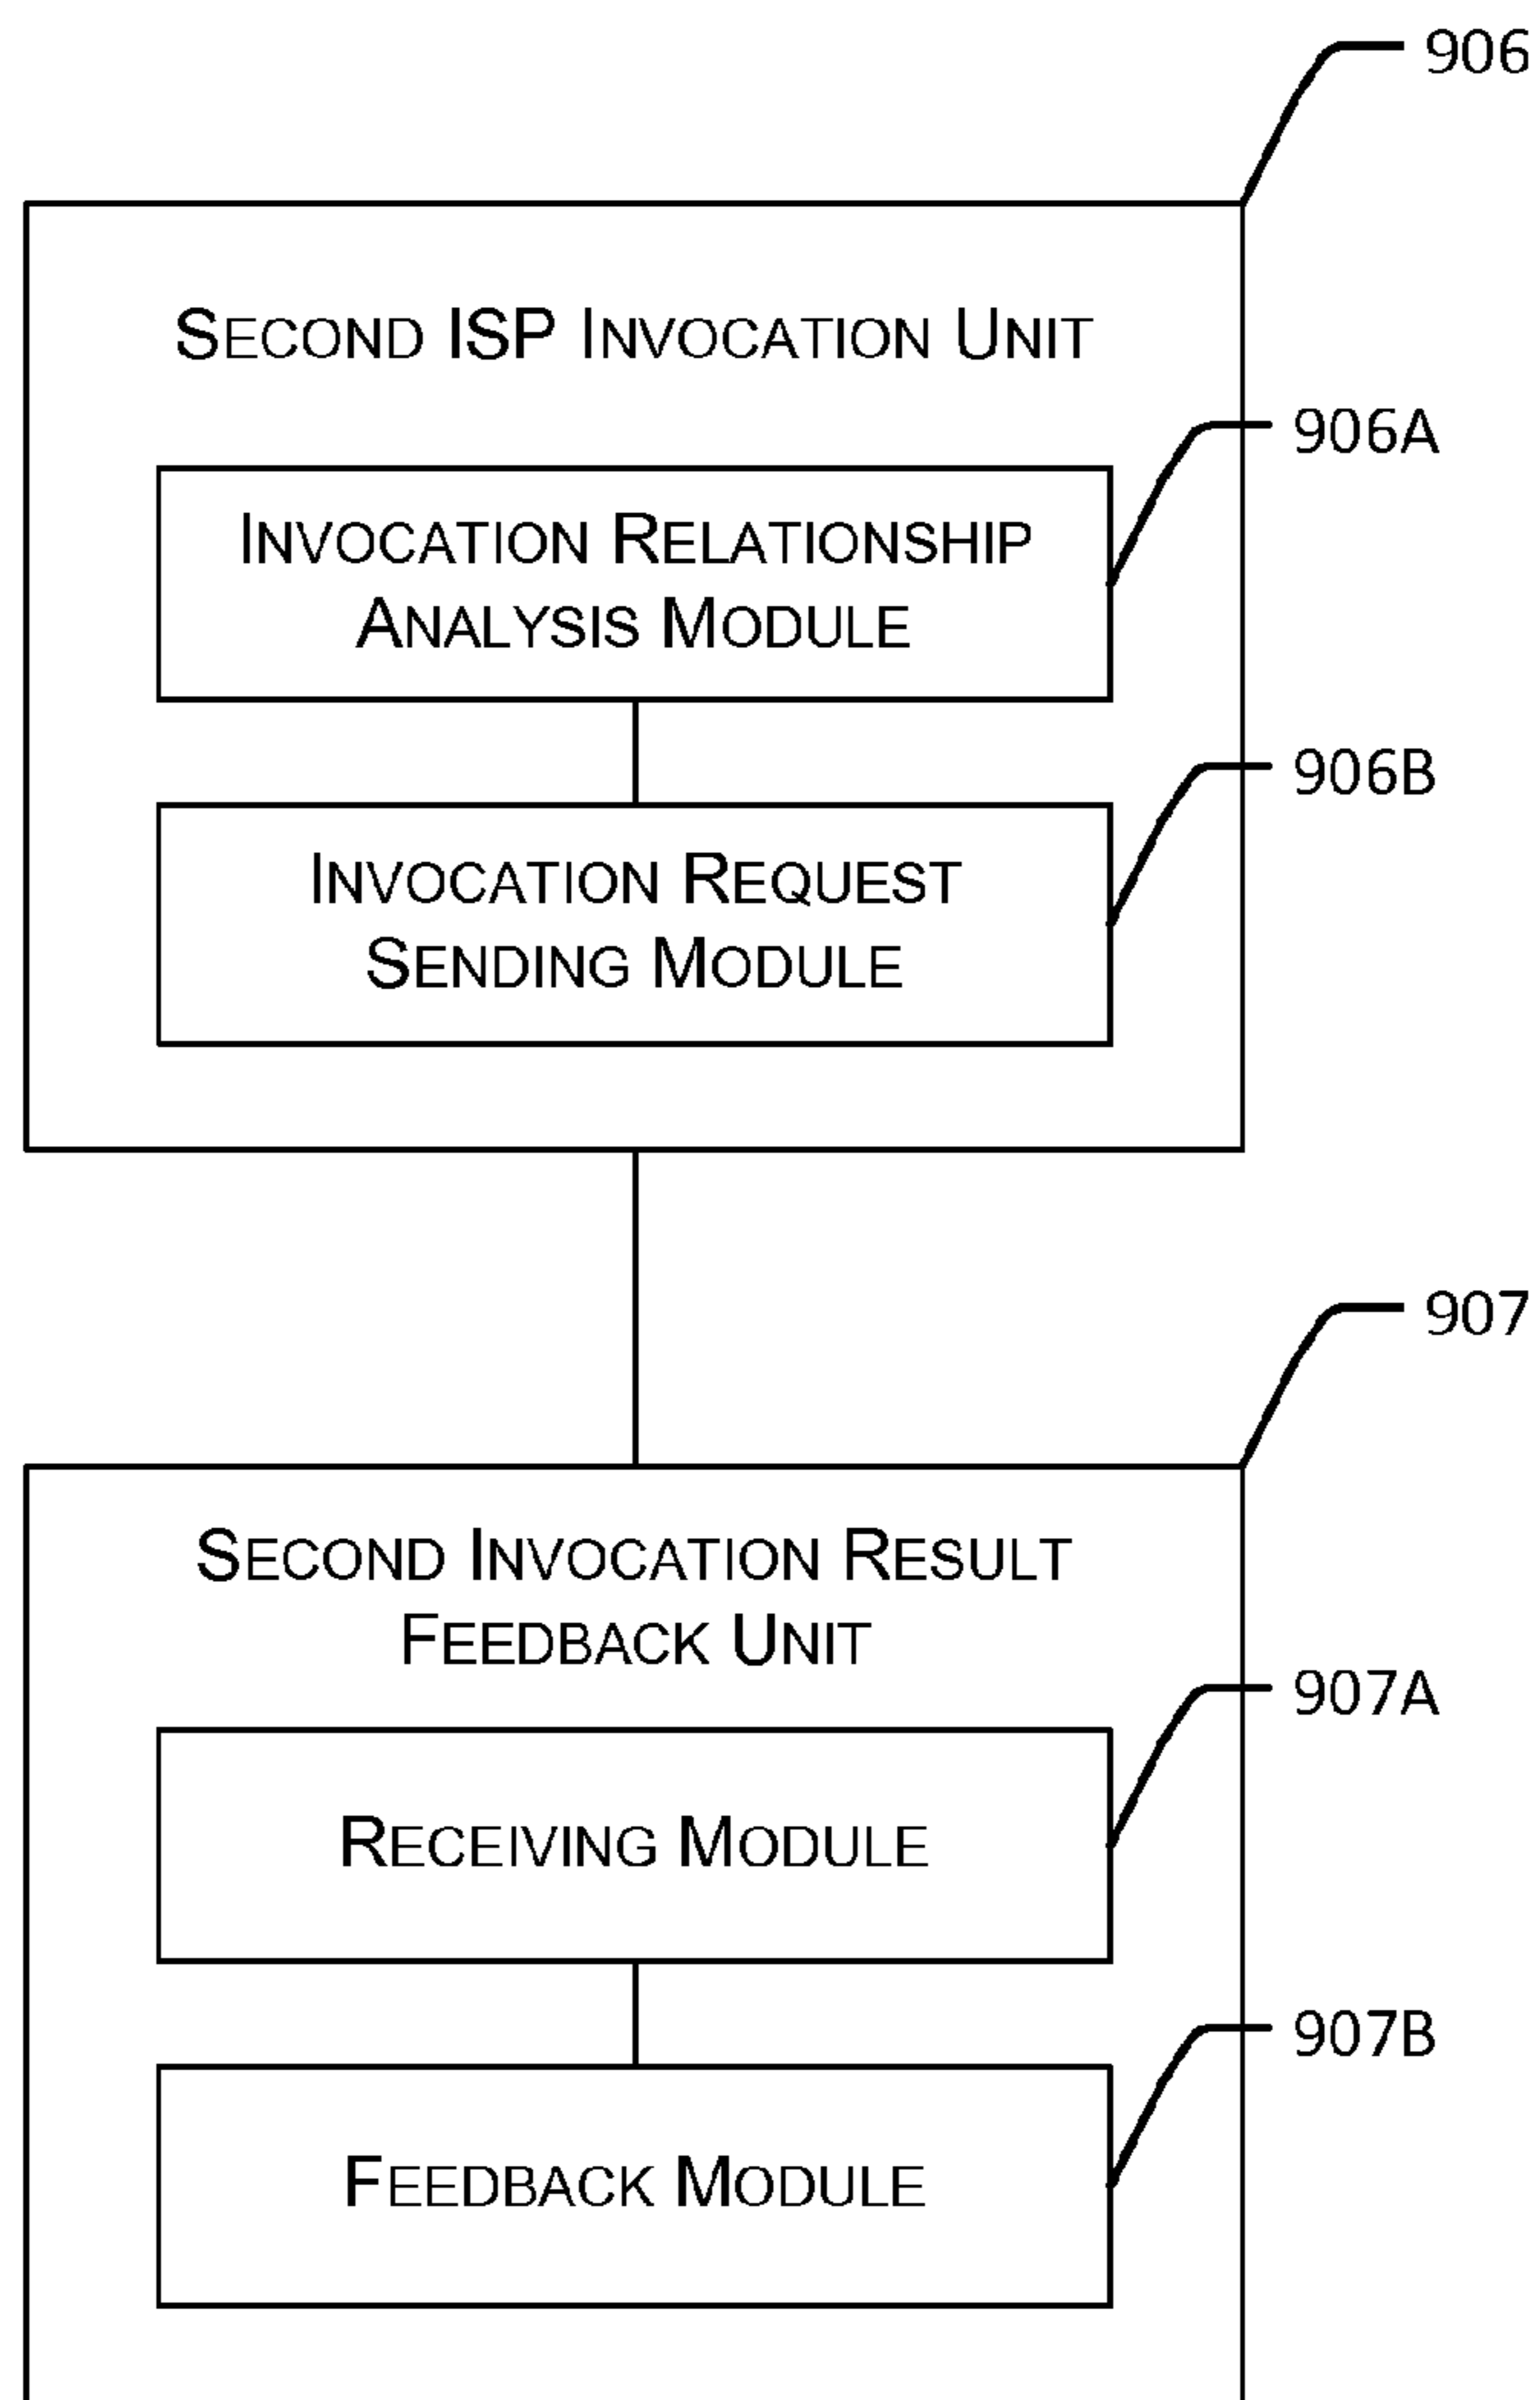 906
SECOND ISP INVOCATION UNIT
906A
INVOCATION RELATIONSHIP
ANALYSIS MODULE
906B
INVOCATION REQUEST
SENDING MODULE
907
SECOND INVOCATION RESULT
FEEDBACK UNIT
907A
RECEIVING MODULE
907B
FEEDBACK MODULE